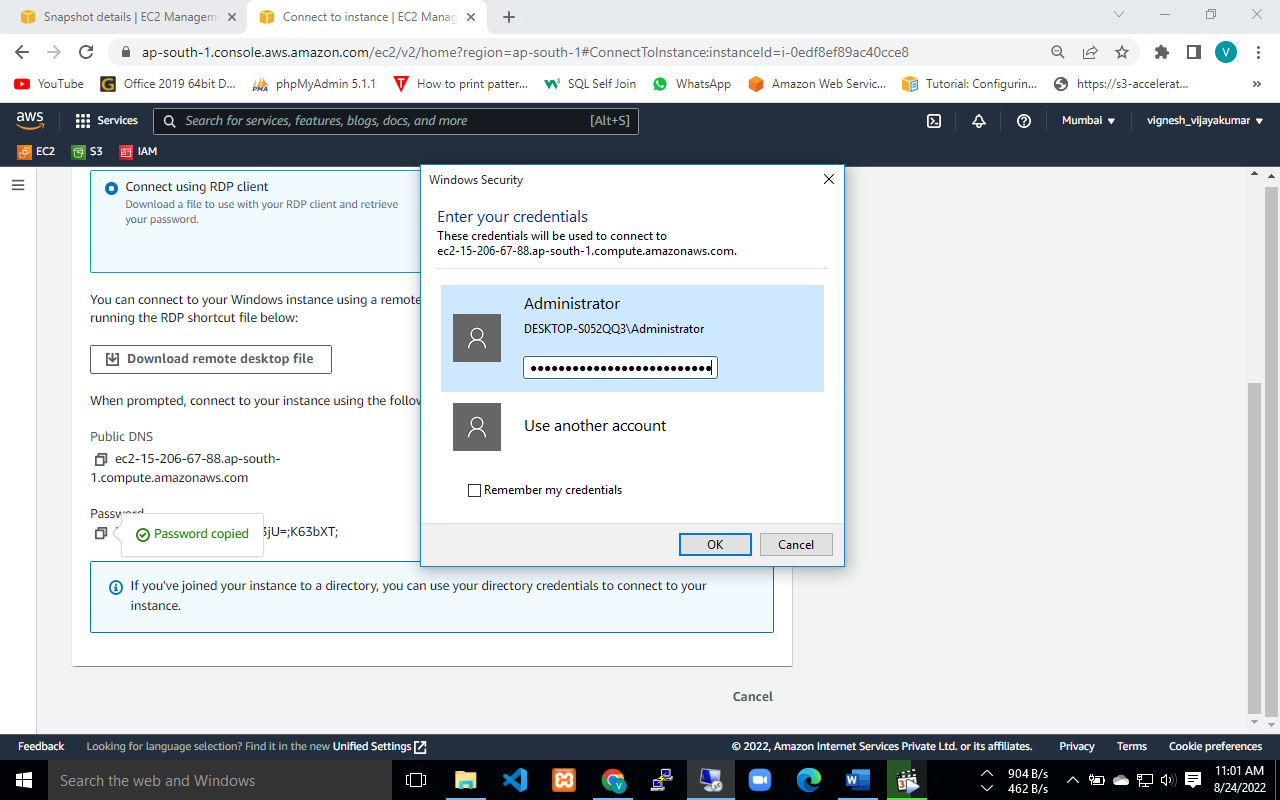 Snapshot details | EC2 Managem
Connect to instance | EC2 Manag
ap-south-1.console.aws.amazon.com/ec2/v2/home?region=ap-south-1#ConnectToInstance:instanceId=i-0edf8ef89ac40cce8
V
YouTube
Office 2019 64bit D...
phpMyAdmin 5.1.1
How to print patter...
SQL Self Join
WhatsApp
Amazon Web Servic...
Tutorial: Configurin...
https://s3-accelerat...
aws
Services
Search for services, features, blogs, docs, and more [Alt+S]
Mumbai
vignesh_vijayakumar
EC2
S3
IAM
Connect using RDP client
Download a file to use with your RDP client and retrieve
your password.
You can connect to your Windows instance using a remote
running the RDP shortcut file below:
Download remote desktop file
When prompted, connect to your instance using the
Public DNS
ec2-15-206-67-88.ap-south-
1.compute.amazonaws.com
Password
Password copied
jU=;K63bXT;
If you've joined your instance to a directory, you can use your directory credentials to connect to your
instance.
Cancel
Windows Security
Enter your credentials
These credentials will be used to connect to
ec2-15-206-67-88.ap-south-1.compute.amazonaws.com.
Administrator
DESKTOP-S052QQ3\Administrator
Use another account
Remember my credentials
OK
Cancel
Feedback
Looking for language selection? Find it in the new Unified Settings
© 2022, Amazon Internet Services Private Ltd. or its affiliates.
Privacy
Terms
Cookie preferences
Search the web and Windows
904 B/s
462 B/s
11:01 AM
8/24/2022